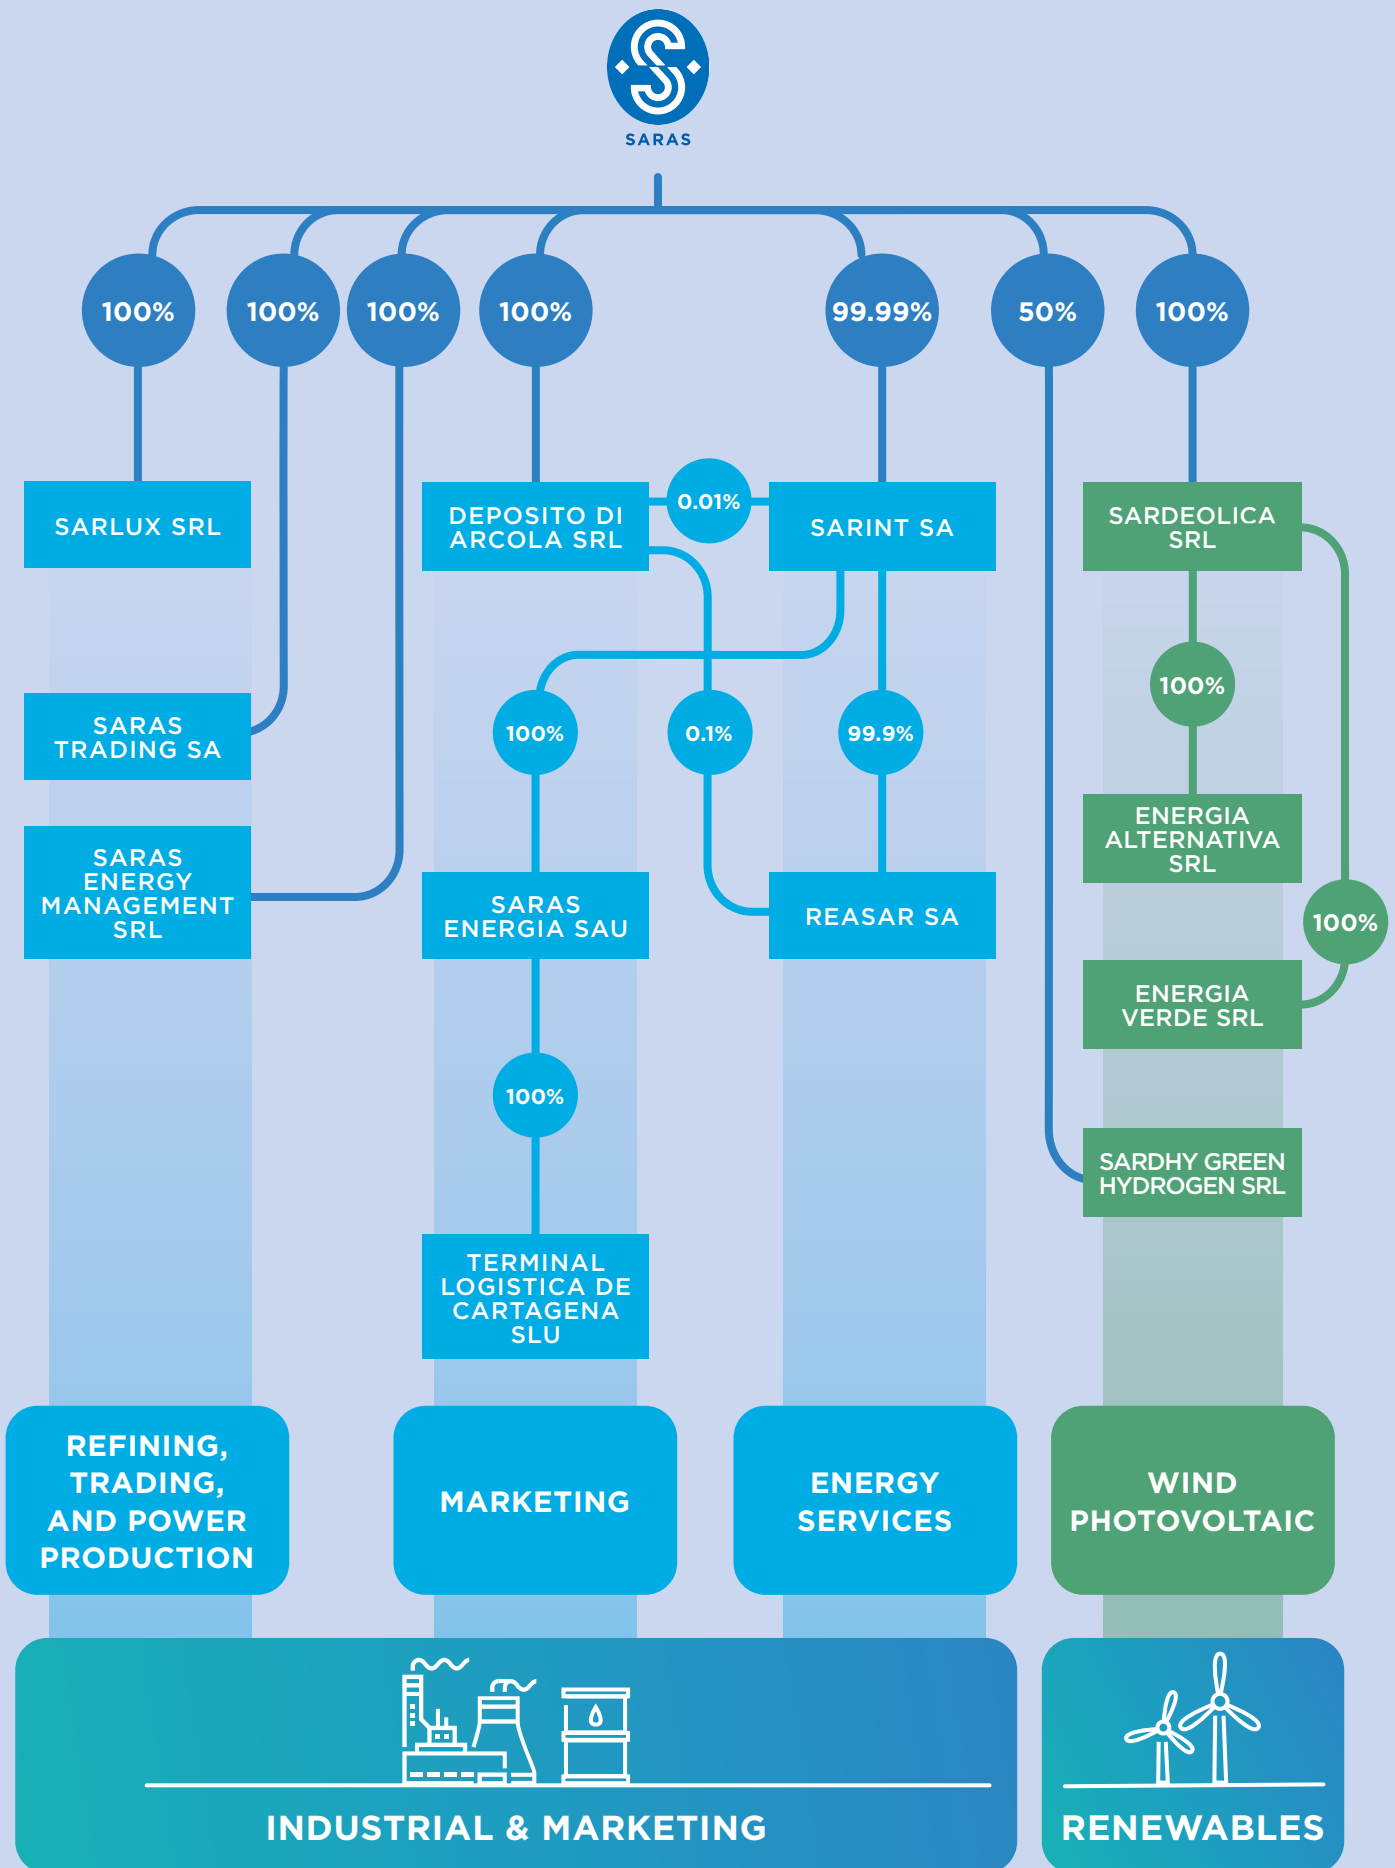 SARAS
100%
100%
100%
100%
99.99%
50%
100%
SARLUX SRL
DEPOSITO DI
ARCOLA SRL
0.01%
SARINT SA
SARDEOLICA
SRL
100%
SARAS
TRADING SA
100%
0.1%
99.9%
ENERGIA
ALTERNATIVA
SRL
SARAS
ENERGY
MANAGEMENT
SRL
SARAS
ENERGIA SAU
REASAR SA
100%
ENERGIA
VERDE SRL
100%
SARDHY GREEN
HYDROGEN SRL
TERMINAL
LOGISTICA DE
CARTAGENA
SLU
REFINING,
TRADING,
AND POWER
PRODUCTION
MARKETING
ENERGY
SERVICES
WIND
PHOTOVOLTAIC
INDUSTRIAL & MARKETING
RENEWABLES